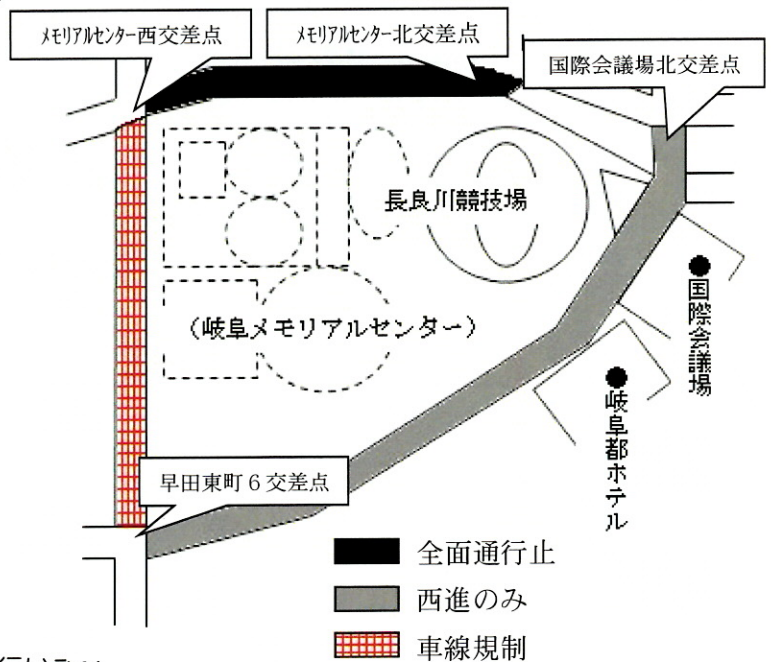 ﾒﾓﾘｱﾙｾﾝﾀｰ西交差点
ﾒﾓﾘｱﾙｾﾝﾀｰ北交差点
国際会議場北交差点
長良川競技場
（岐阜メモリアルセンター）
●国際会議場
●岐阜都ホテル
早田東町６交差点
全面通行止
西進のみ
車線規制